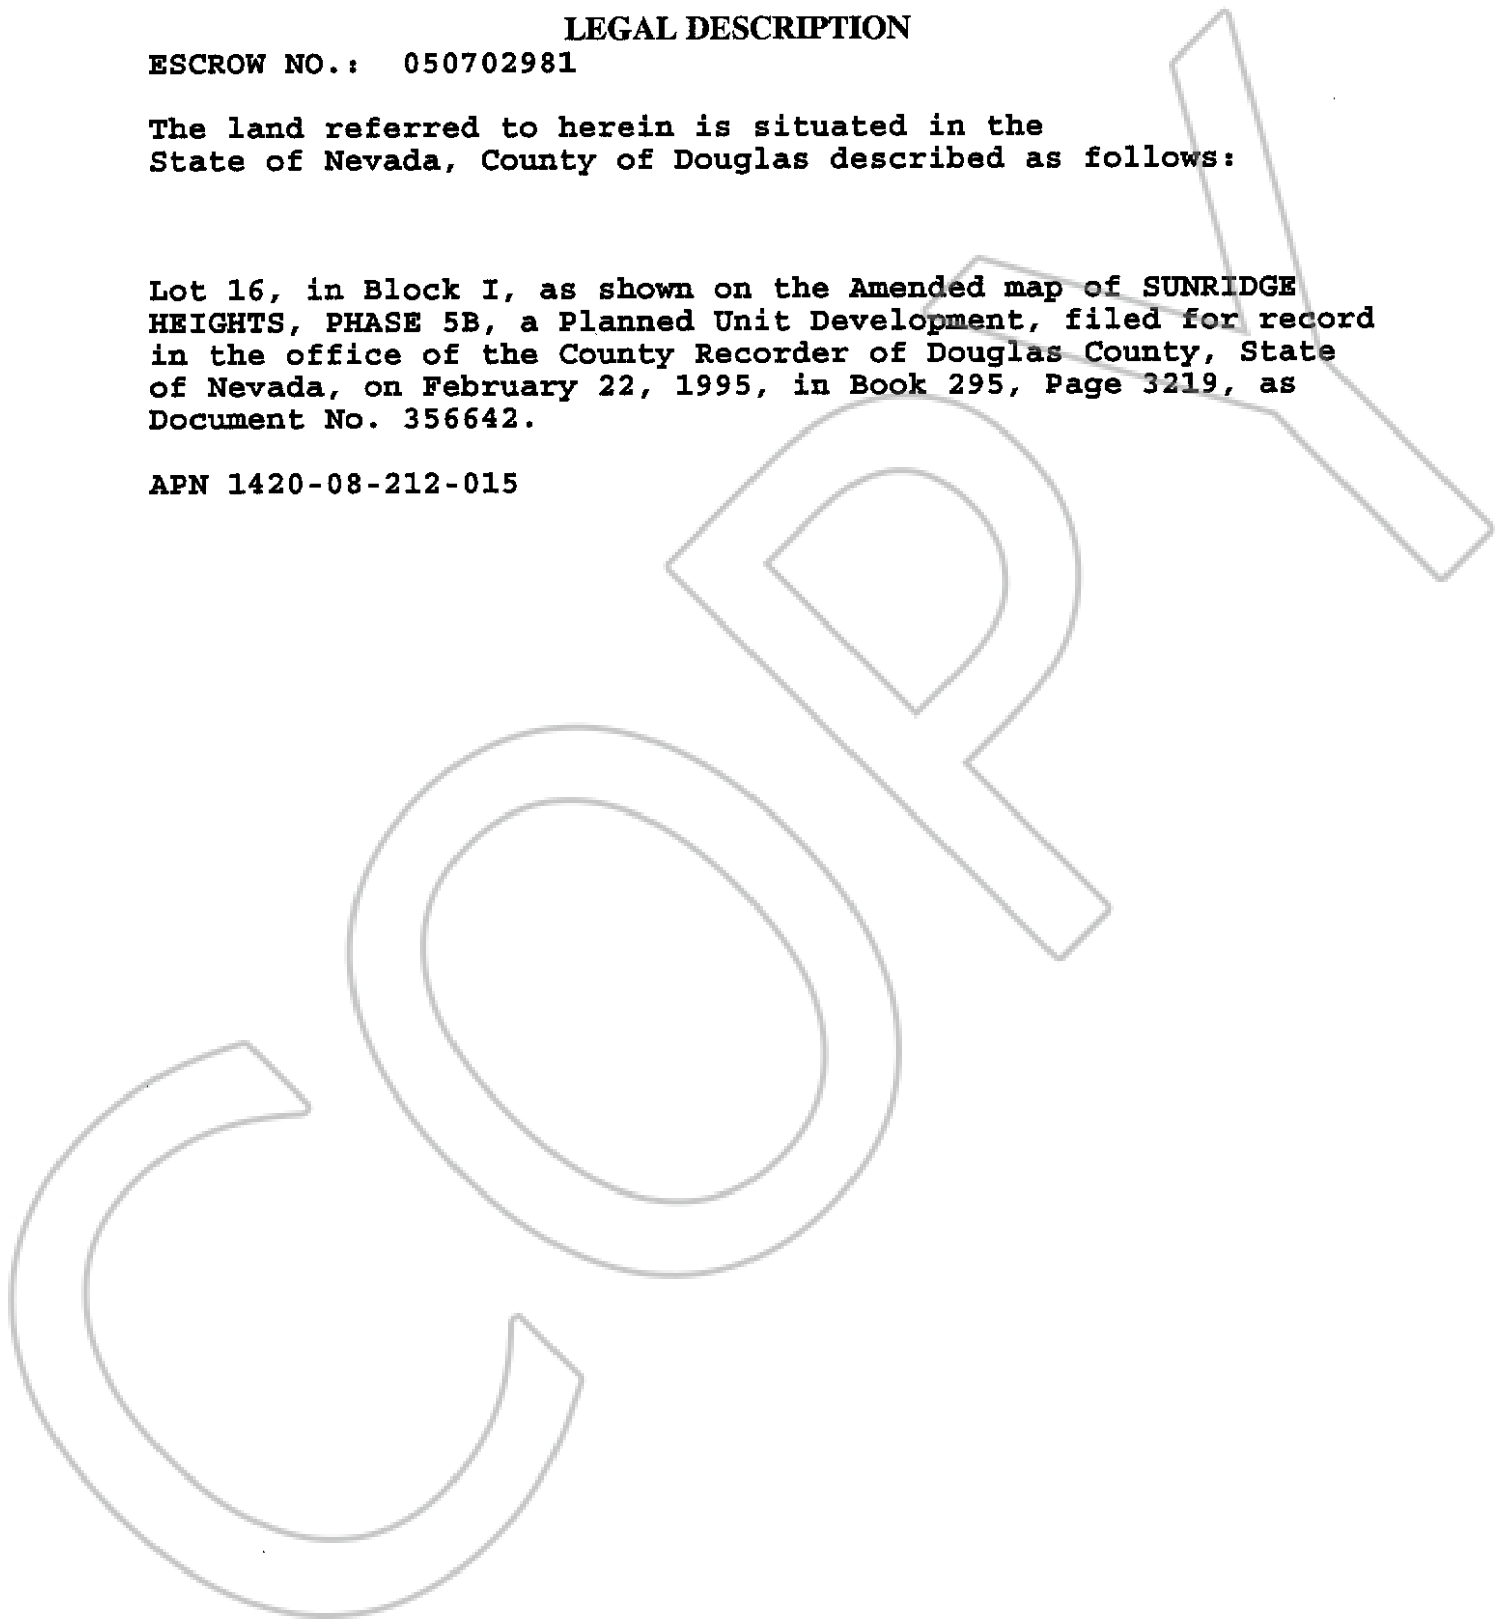 LEGAL DESCRIPTION
ESCROW NO.: 050702981
The land referred to herein is situated in the
State of Nevada, County of Douglas described as follows:
Lot 16, in Block I, as shown on the Amended map of SUNRIDGE
HEIGHTS, PHASE 5B, a Planned Unit Development, filed for record
in the office of the County Recorder of Douglas County, State
of Nevada, on February 22, 1995, in Book 295, Page 3219, as
Document No. 356642.
APN 1420-08-212-015
COPY